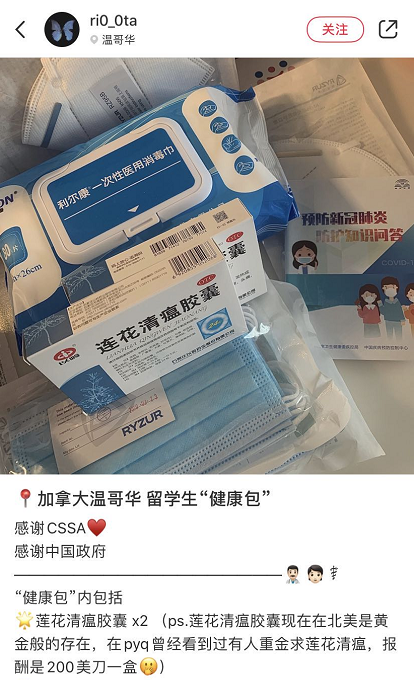 ri0_0ta
温哥华
关注
利尔康 一次性医用消毒巾
连花清瘟胶囊
LIANHUA QINGWEN JIAONANG
RYZUR
预防新冠肺炎
防护知识问答
COVID-1
📍加拿大温哥华 留学生“健康包”
感谢CSSA♥️
感谢中国政府
“健康包”内包括
🌟连花清瘟胶囊 x2 （ps.莲花清瘟胶囊现在在北美是黄
金般的存在，在pyq曾经看到过有人重金求莲花清瘟，报
酬是200美刀一盒🤭）